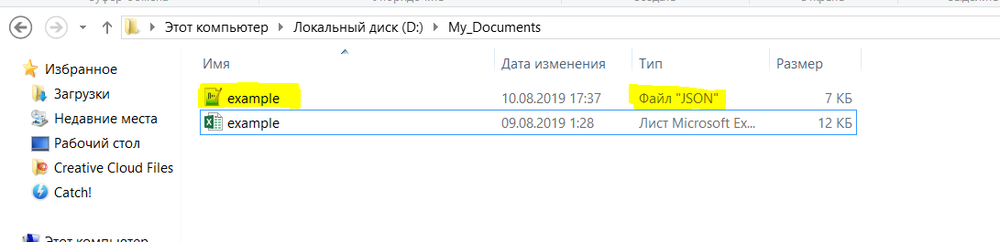 Этот компьютер Локальный диск (D:) My_Documents
Избранное
Загрузки
Недавние места
Рабочий стол
Creative Cloud Files
Catch!
Этот компьютер
Имя Дата изменения Тип Размер
example 10.08.2019 17:37 Файл "JSON" 7 КБ
example 09.08.2019 1:28 Лист Microsoft Ex... 12 КБ